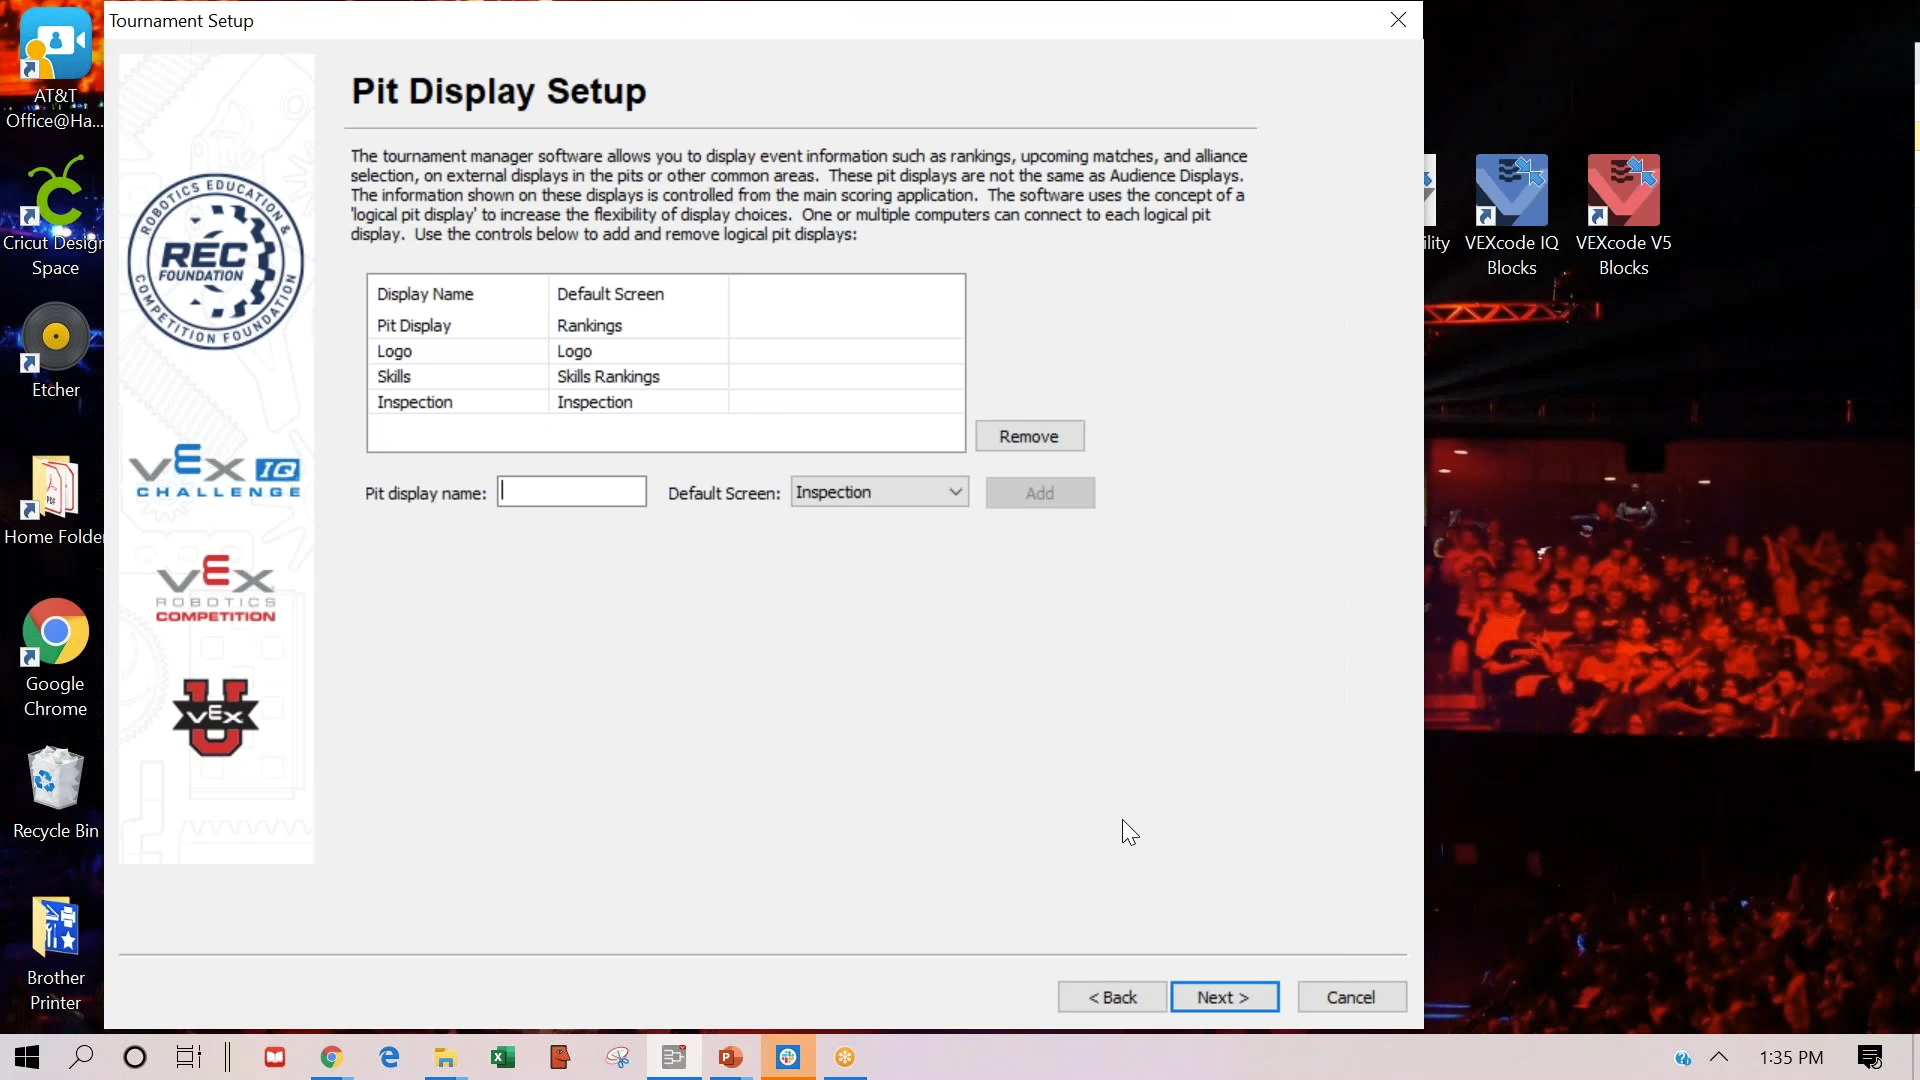 Tournament Setup
AT&T
Office@Ha...
Cricut Design
Space
Etcher
Home Folder
Google
Chrome
Recycle Bin
Brother
Printer
ROBOTICS EDUCATION &
REC
FOUNDATION
COMPETITION FOUNDATION
VEX IQ
CHALLENGE
VEX
ROBOTICS
COMPETITION
VEX
U
Pit Display Setup
The tournament manager software allows you to display event information such as rankings, upcoming matches, and alliance
selection, on external displays in the pits or other common areas. These pit displays are not the same as Audience Displays.
The information shown on these displays is controlled from the main scoring application. The software uses the concept of a
'logical pit display' to increase the flexibility of display choices. One or multiple computers can connect to each logical pit
display. Use the controls below to add and remove logical pit displays:
Display Name Default Screen
Pit Display Rankings
Logo Logo
Skills Skills Rankings
Inspection Inspection
Remove
Pit display name: Default Screen: Inspection Add
< Back Next > Cancel
ility
VEXcode IQ
Blocks
VEXcode V5
Blocks
1:35 PM